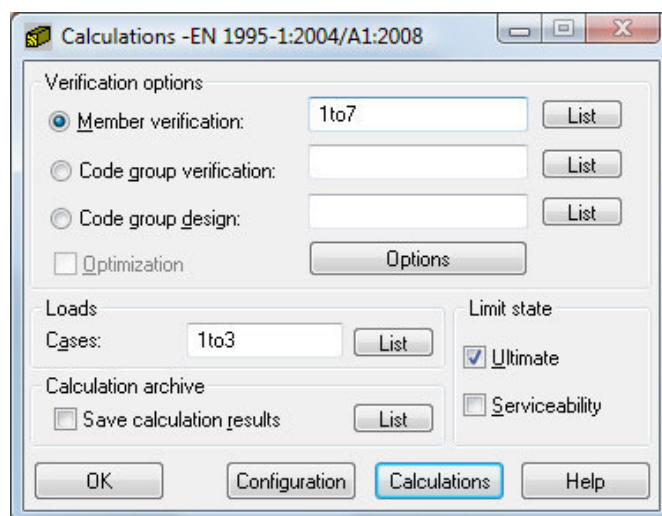 Calculations -EN 1995-1:2004/A1:2008
Verification options
Member verification: 1to7 List
Code group verification: List
Code group design: List
Optimization Options
Loads
Cases: 1to3 List
Limit state
Ultimate
Serviceability
Calculation archive
Save calculation results List
OK Configuration Calculations Help